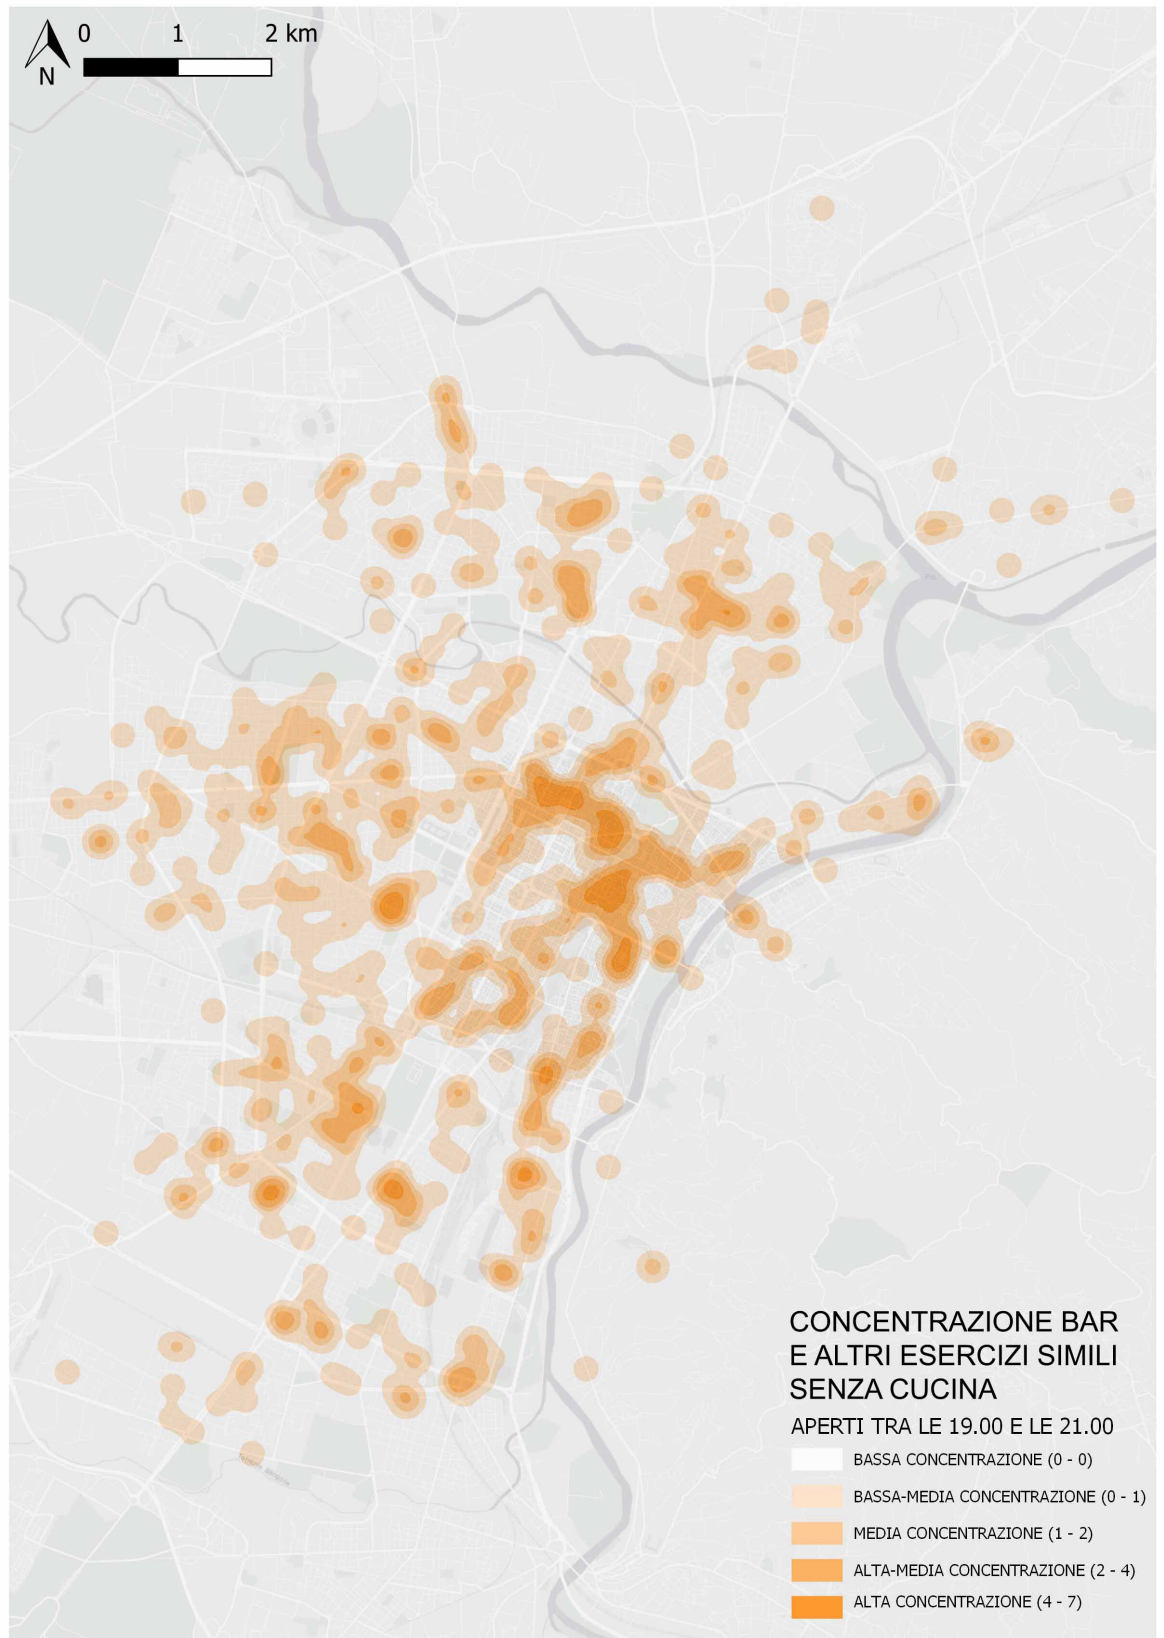 0 1 2 km
N
CONCENTRAZIONE BAR
E ALTRI ESERCIZI SIMILI
SENZA CUCINA
APERTI TRA LE 19.00 E LE 21.00
BASSA CONCENTRAZIONE (0 - 0)
BASSA-MEDIA CONCENTRAZIONE (0 - 1)
MEDIA CONCENTRAZIONE (1 - 2)
ALTA-MEDIA CONCENTRAZIONE (2 - 4)
ALTA CONCENTRAZIONE (4 - 7)